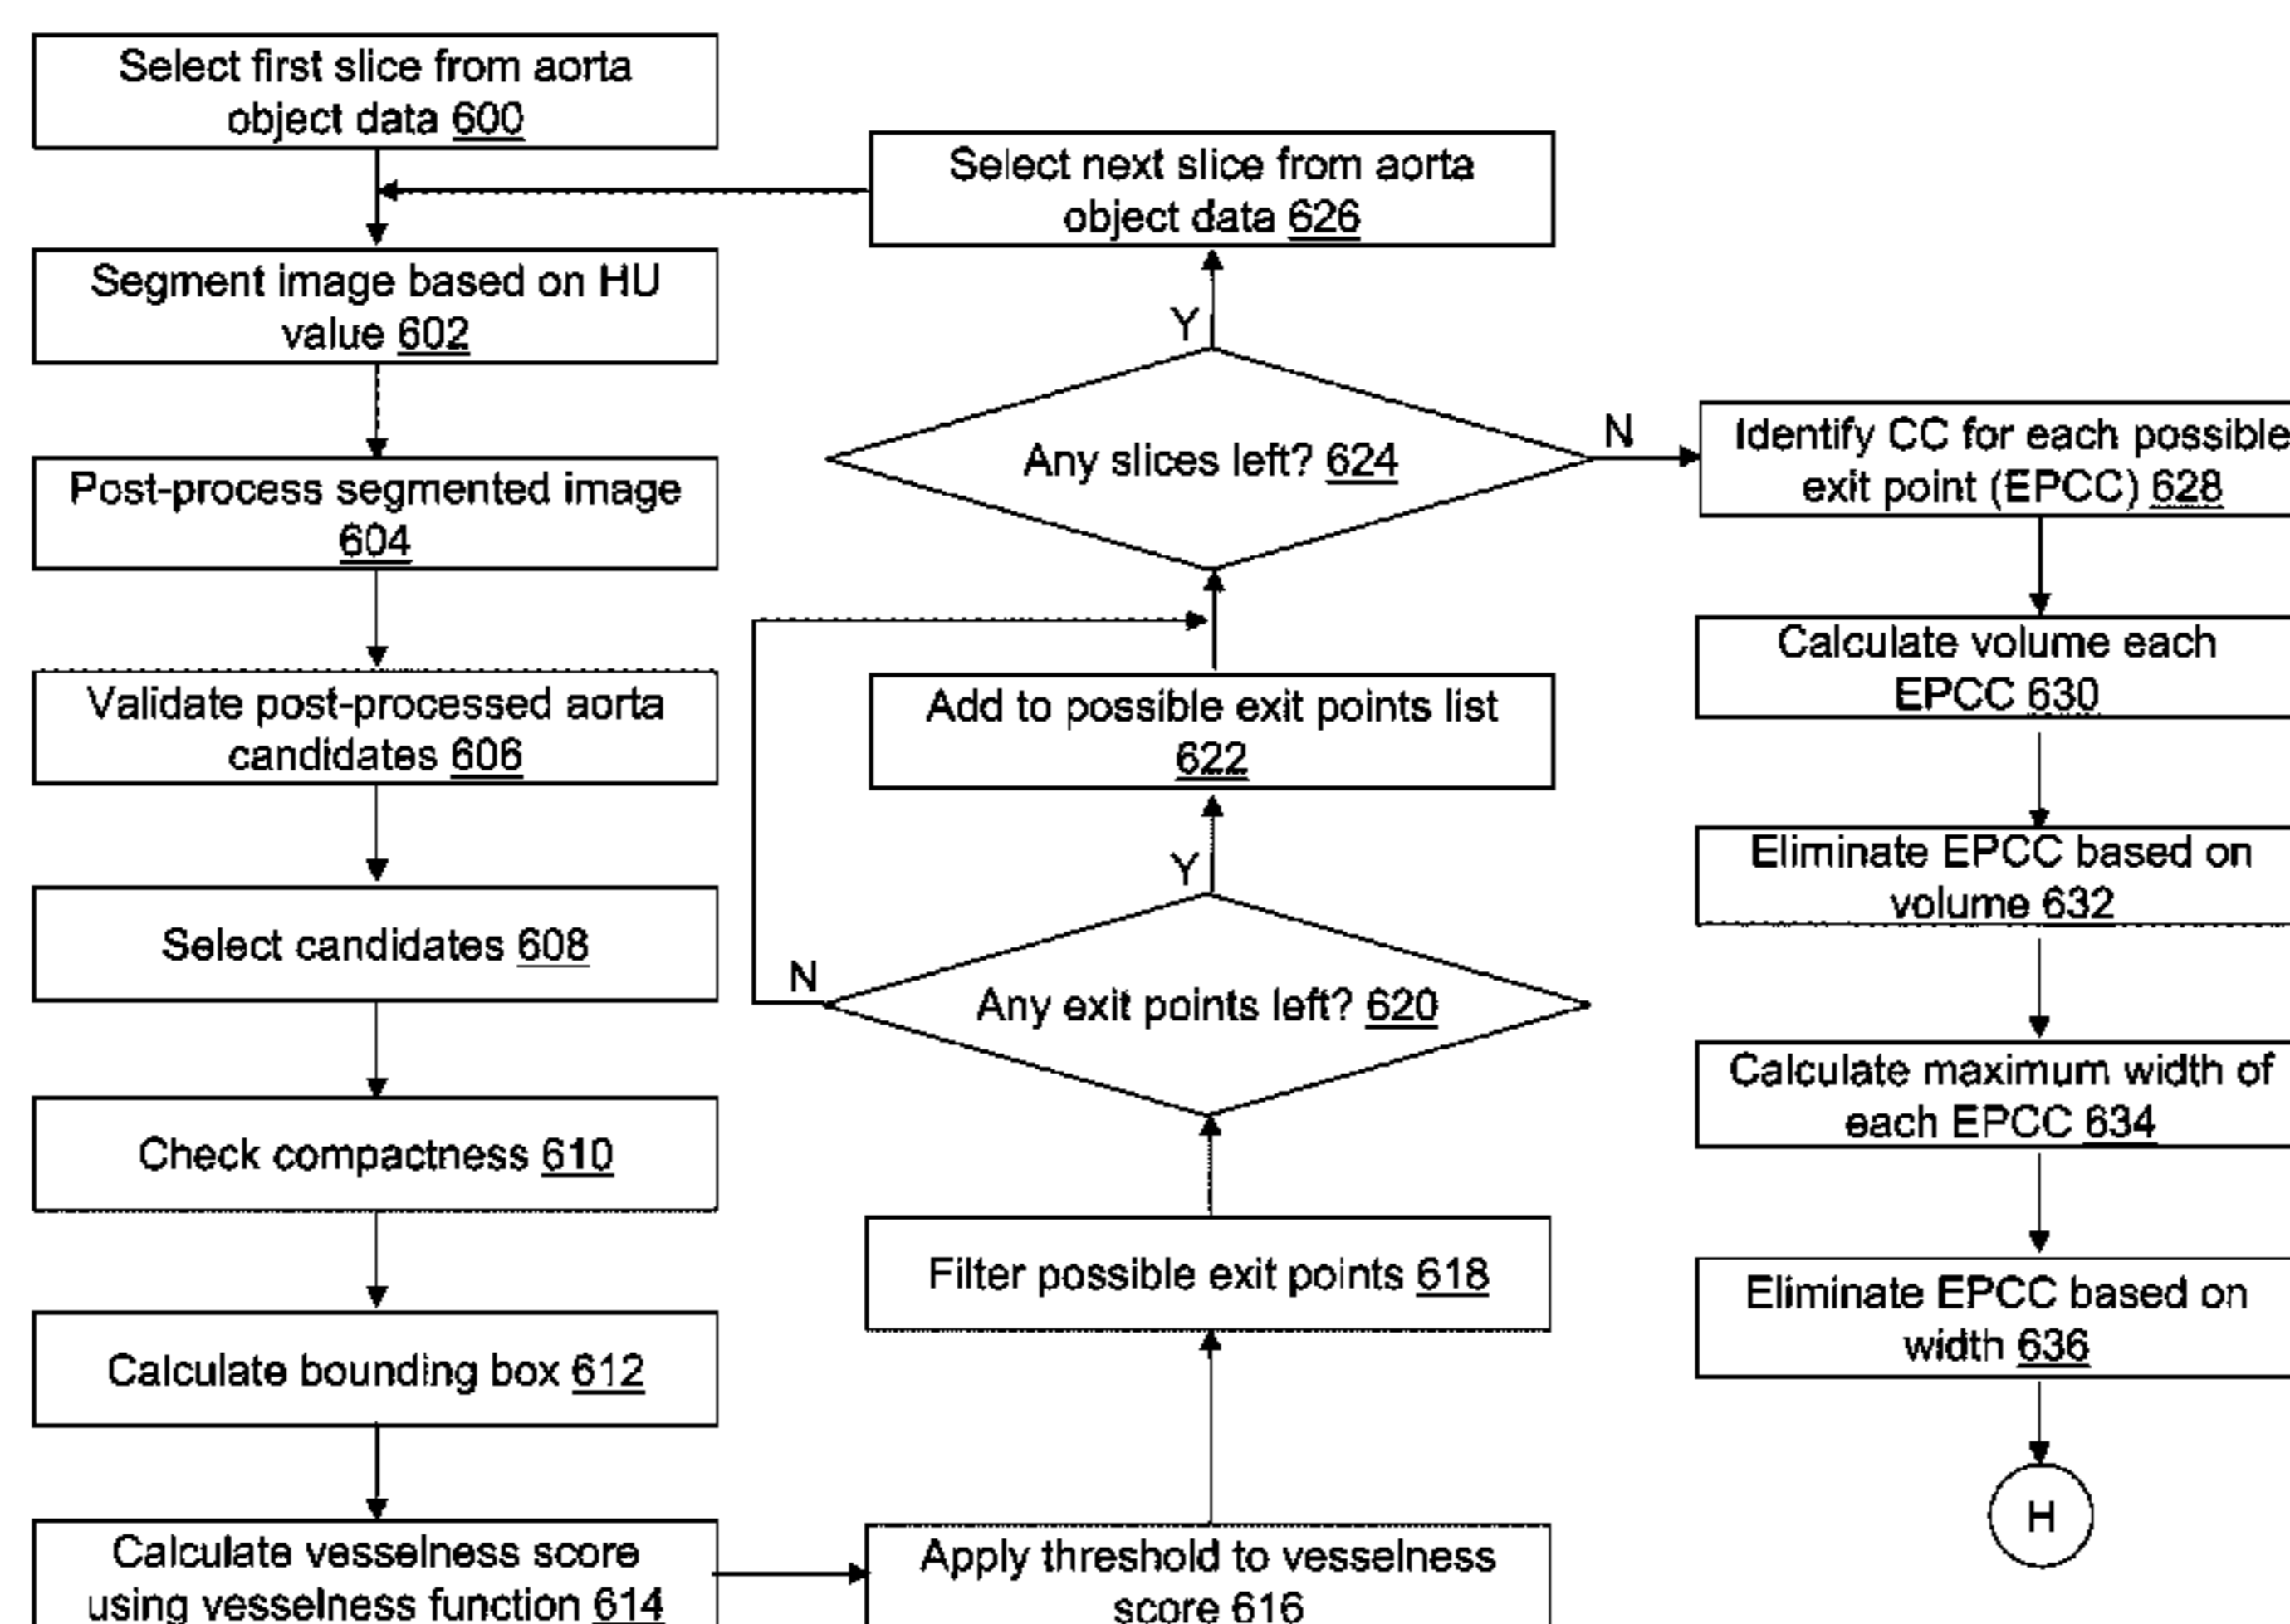 Select first slice from aorta
object data 600
Segment image based on HU
value 602
Post-process segmented image
604
Validate post-processed aorta
candidates 606
Select candidates 608
Check compactness 610
Calculate bounding box 612
Calculate vesselness score
using vesselness function 614
Apply threshold to vesselness
score 616
Filter possible exit points 618
Any exit points left? 620
N
Y
Add to possible exit points list
622
Any slices left? 624
Y
N
Select next slice from aorta
object data 626
Identify CC for each possible
exit point (EPCC) 628
Calculate volume each
EPCC 630
Eliminate EPCC based on
volume 632
Calculate maximum width of
each EPCC 634
Eliminate EPCC based on
width 636
H